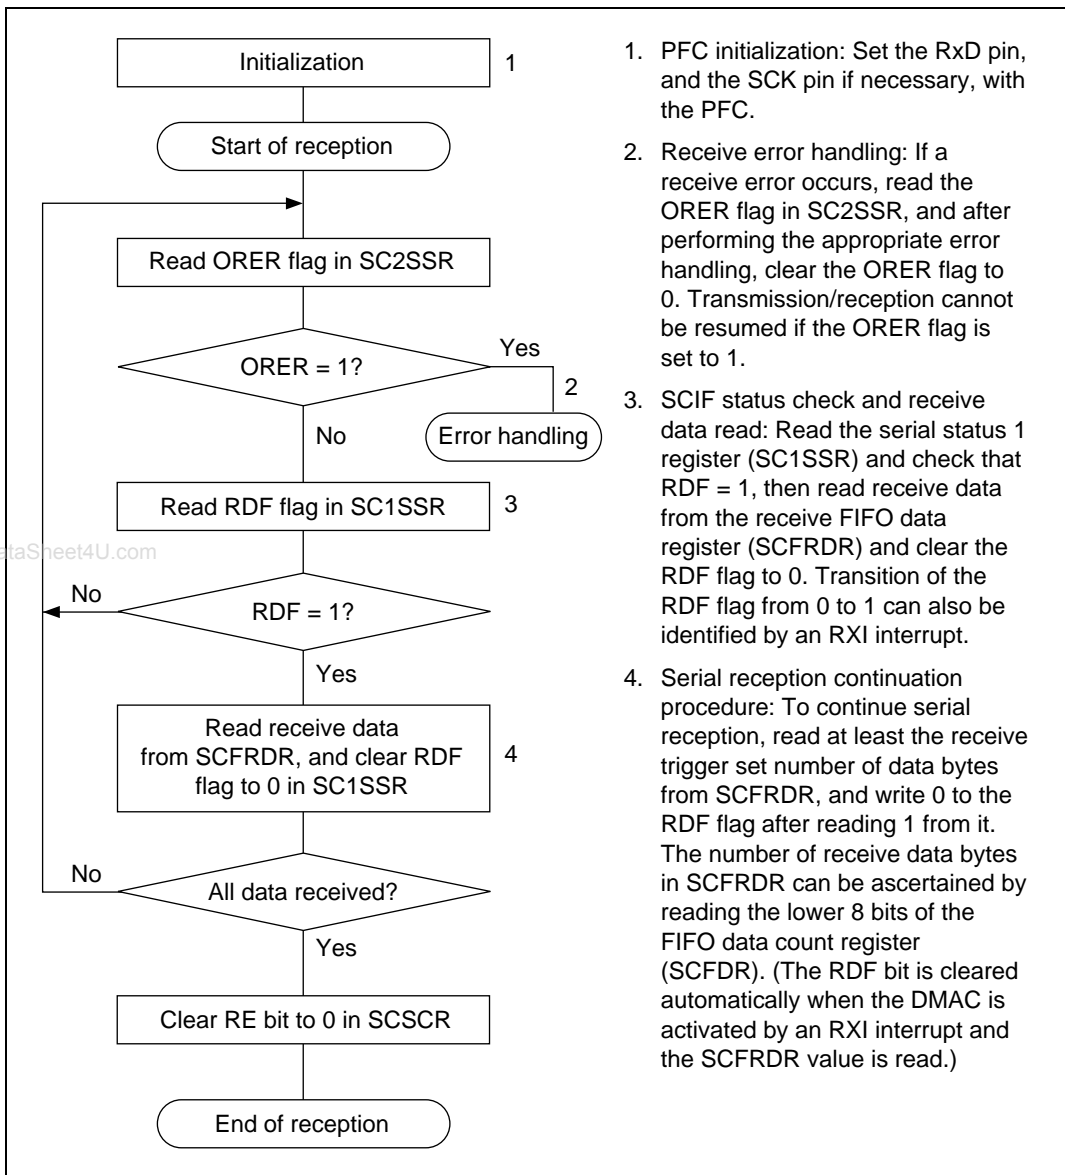 Initialization
1
Start of reception
Read ORER flag in SC2SSR
ORER = 1?
Yes
2
Error handling
No
Read RDF flag in SC1SSR
3
RDF = 1?
No
Yes
Read receive data
from SCFRDR, and clear RDF
flag to 0 in SC1SSR
4
All data received?
No
Yes
Clear RE bit to 0 in SCSCR
End of reception
1. PFC initialization: Set the RxD pin,
and the SCK pin if necessary, with
the PFC.
2. Receive error handling: If a
receive error occurs, read the
ORER flag in SC2SSR, and after
performing the appropriate error
handling, clear the ORER flag to
0. Transmission/reception cannot
be resumed if the ORER flag is
set to 1.
3. SCIF status check and receive
data read: Read the serial status 1
register (SC1SSR) and check that
RDF = 1, then read receive data
from the receive FIFO data
register (SCFRDR) and clear the
RDF flag to 0. Transition of the
RDF flag from 0 to 1 can also be
identified by an RXI interrupt.
4. Serial reception continuation
procedure: To continue serial
reception, read at least the receive
trigger set number of data bytes
from SCFRDR, and write 0 to the
RDF flag after reading 1 from it.
The number of receive data bytes
in SCFRDR can be ascertained by
reading the lower 8 bits of the
FIFO data count register
(SCFDR). (The RDF bit is cleared
automatically when the DMAC is
activated by an RXI interrupt and
the SCFRDR value is read.)
ataSheet4U.com